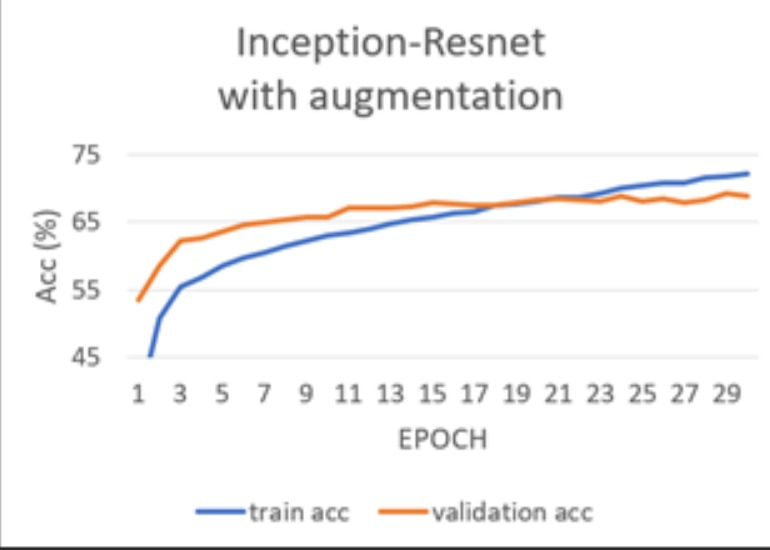 Inception-Resnet
with augmentation
75
65
55
45
Acc (%)
1 3 5 7 9 11 13 15 17 19 21 23 25 27 29
EPOCH
train acc validation acc